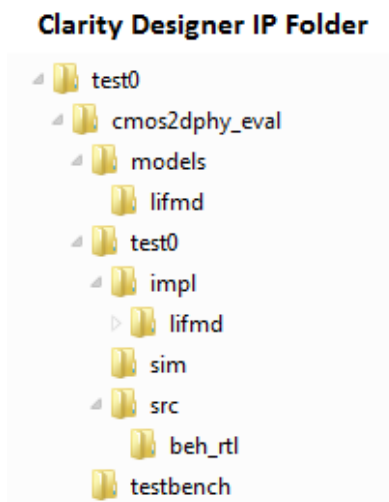 Clarity Designer IP Folder
test0
cmos2dphy_eval
models
lifmd
test0
impl
lifmd
sim
src
beh_rtl
testbench